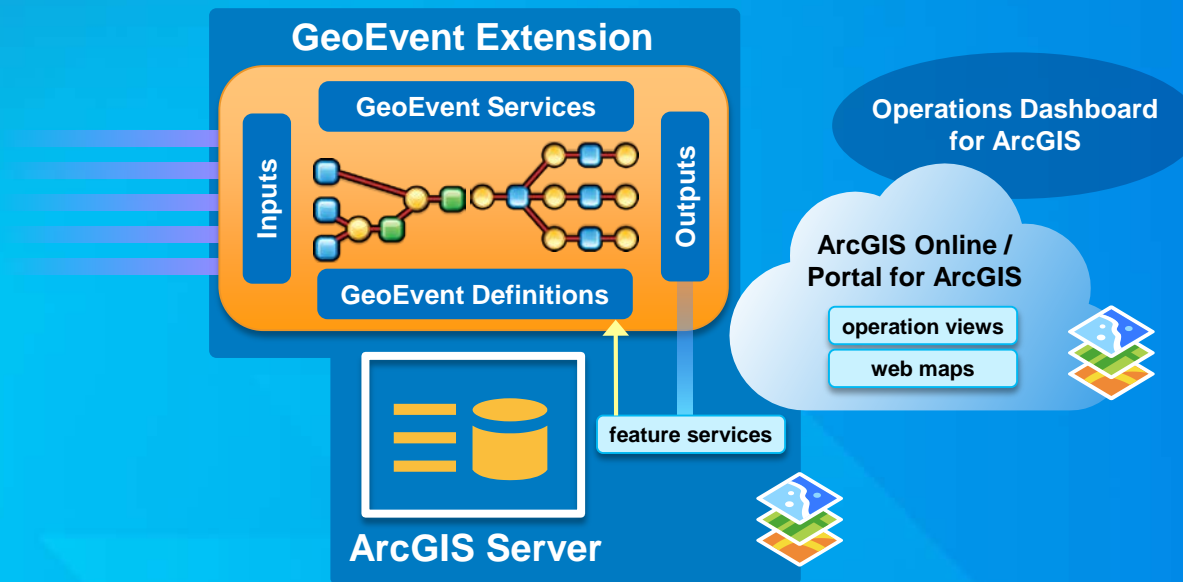 GeoEvent Extension
GeoEvent Services
Inputs
Outputs
GeoEvent Definitions
Operations Dashboard
for ArcGIS
ArcGIS Online /
Portal for ArcGIS
operation views
web maps
feature services
ArcGIS Server